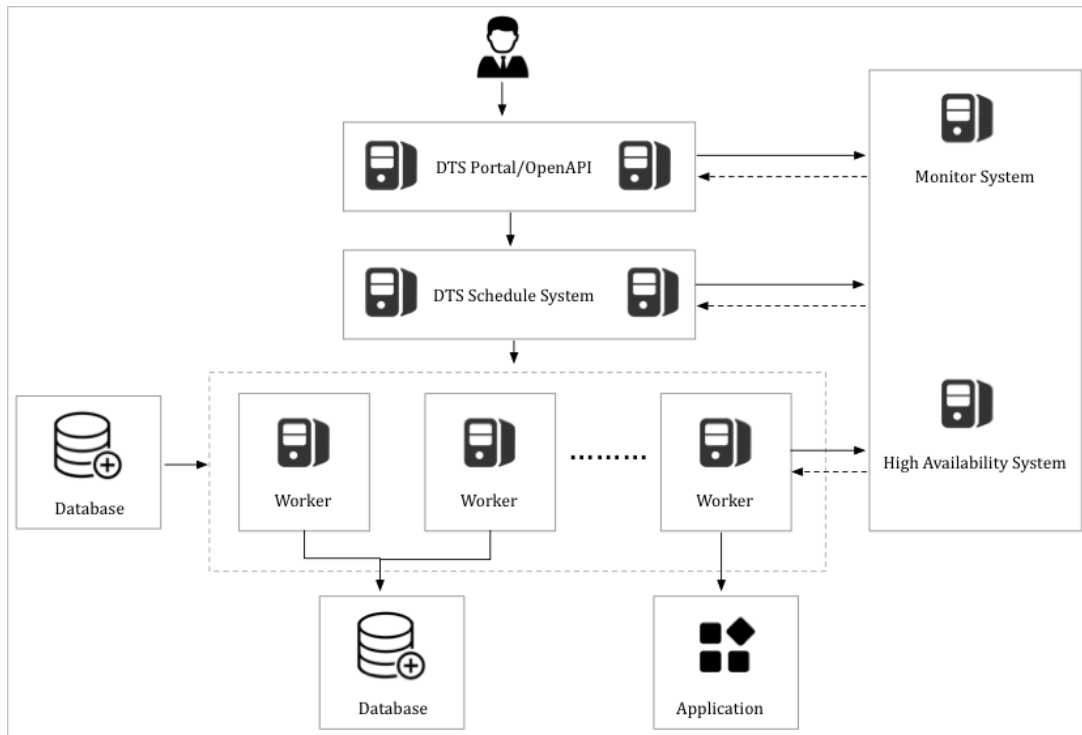 DTS Portal/OpenAPI
Monitor System
DTS Schedule System
High Availability System
Database
Worker
Worker
………
Worker
Database
Application